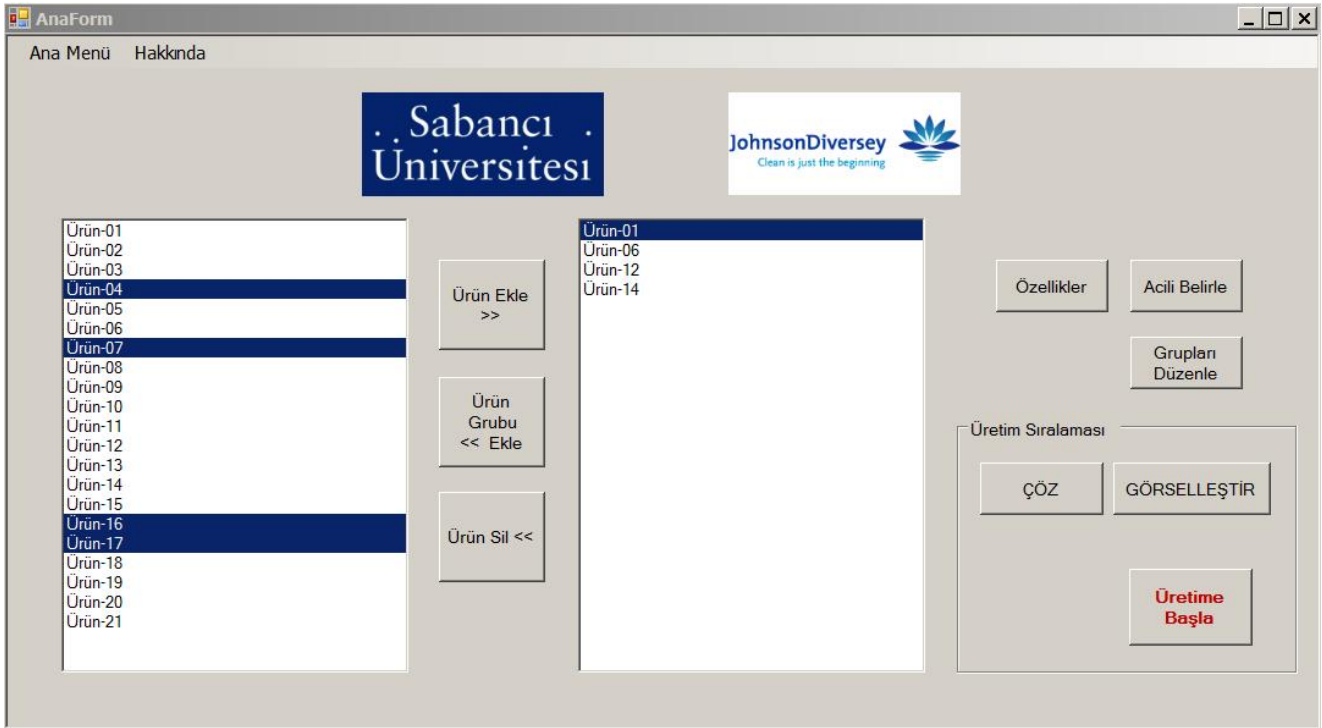 AnaForm
Ana Menü Hakkında
. Sabancı .
Üniversitesi
JohnsonDiversey
Clean is just the beginning
Ürün-01
Ürün-02
Ürün-03
Ürün-04
Ürün-05
Ürün-06
Ürün-07
Ürün-08
Ürün-09
Ürün-10
Ürün-11
Ürün-12
Ürün-13
Ürün-14
Ürün-15
Ürün-16
Ürün-17
Ürün-18
Ürün-19
Ürün-20
Ürün-21
Ürün Ekle
>>
Ürün
Grubu
<< Ekle
Ürün Sil <<
Ürün-01
Ürün-06
Ürün-12
Ürün-14
Özellikler
Acili Belirle
Grupları
Düzenle
Üretim Sıralaması
ÇÖZ
GÖRSELLEŞTİR
Üretime
Başla